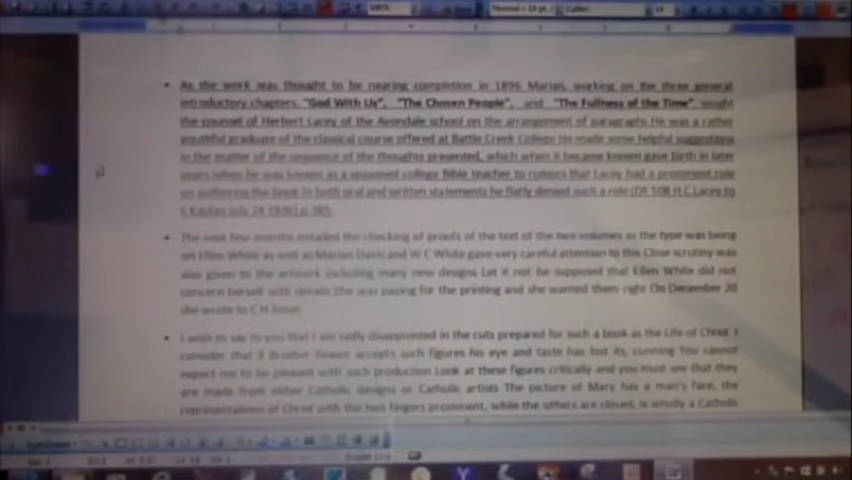 As the work was thought to be nearing completion in 1896 Marian, working on the three general
introductory chapters, "God With Us", "The Chosen People", and "The Fullness of the Time" sought
the counsel of Herbert Lacey of the Avondale school on the arrangement of paragraphs He was a rather
youthful graduate of the classical course offered at Battle Creek College He made some helpful suggestions
in the matter of the sequence of the thoughts presented, which when it became known gave birth in later
years when he was known as a seasoned college Bible teacher to rumors that Lacey had a prominent role
on authoring the book In both oral and written statements he flatly denied such a role (DF 508 H C Lacey to
S Kaplan July 24 1936) p 385
The next few months entailed the checking of proofs of the text of the two volumes as the type was being
set Ellen White as well as Marian Davis and W C White gave very careful attention to this Close scrutiny was
also given to the artwork including many new designs Let it not be supposed that Ellen White did not
concern herself with details She was paying for the printing and she wanted them right On December 20
she wrote to C H Jones
I wish to say to you that I am sadly disappointed in the cuts prepared for such a book as the Life of Christ I
consider that if Brother Reaser accepts such figures his eye and taste has lost its, cunning You cannot
expect me to be pleased with such production Look at these figures critically and you must see that they
are made from either Catholic designs or Catholic artists The picture of Mary has a man's face, the
representations of Christ with the two fingers prominent, while the others are closed, is wholly a Catholic